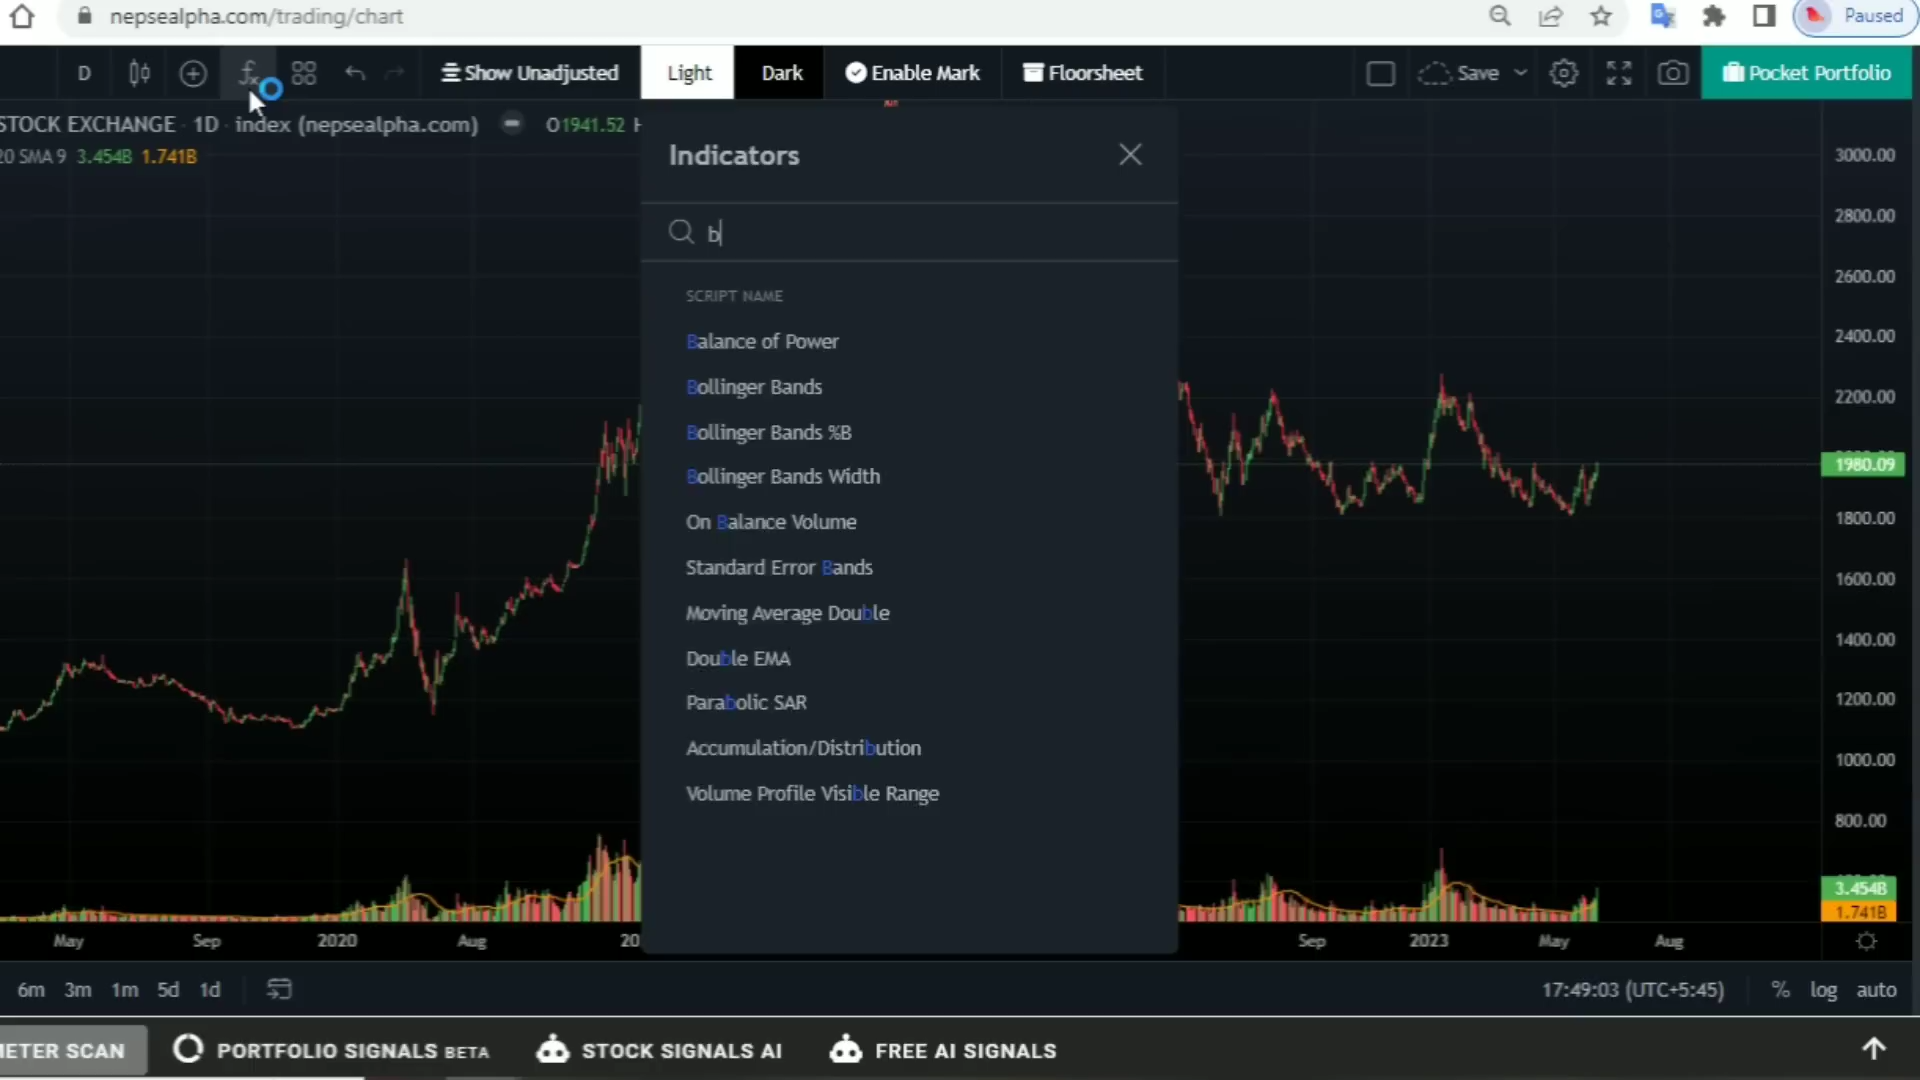 nepsealpha.com/trading/chart
Paused
D
Show Unadjusted
Light
Dark
Enable Mark
Floorsheet
Save
Pocket Portfolio
STOCK EXCHANGE · 1D · index (nepsealpha.com)
O1941.52
20 SMA 9 3.454B 1.741B
Indicators
b
SCRIPT NAME
Balance of Power
Bollinger Bands
Bollinger Bands %B
Bollinger Bands Width
On Balance Volume
Standard Error Bands
Moving Average Double
Double EMA
Parabolic SAR
Accumulation/Distribution
Volume Profile Visible Range
3000.00
2800.00
2600.00
2400.00
2200.00
1980.09
1800.00
1600.00
1400.00
1200.00
1000.00
800.00
3.454B
1.741B
May Sep 2020 Aug 20 Sep 2023 May Aug
6m 3m 1m 5d 1d
17:49:03 (UTC+5:45)
% log auto
METER SCAN
PORTFOLIO SIGNALS BETA
STOCK SIGNALS AI
FREE AI SIGNALS